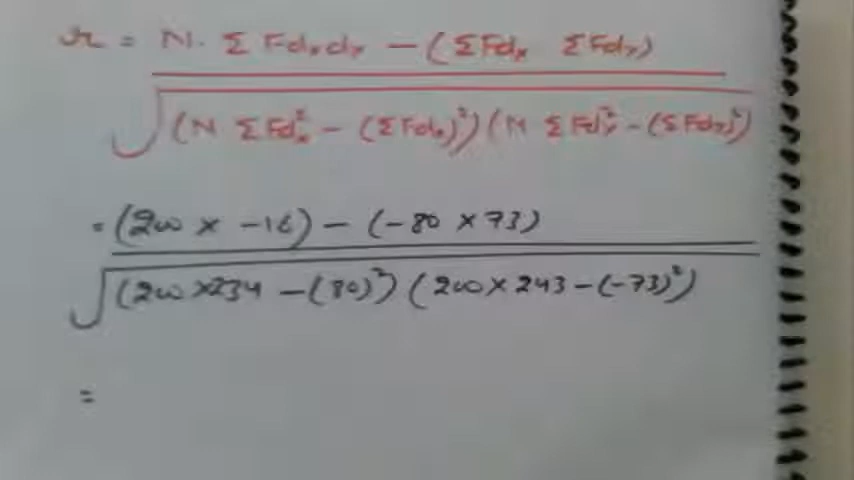 r = N. Σ Fdxdy – (ΣFdx ΣFdy)
√(N ΣFdx² – (ΣFdx)²)(N ΣFdy² – (ΣFdy)²)
= (200 × -16) – (-80 × 73)
√(200×234 – (80)²) (200×243 – (-73)²)
=